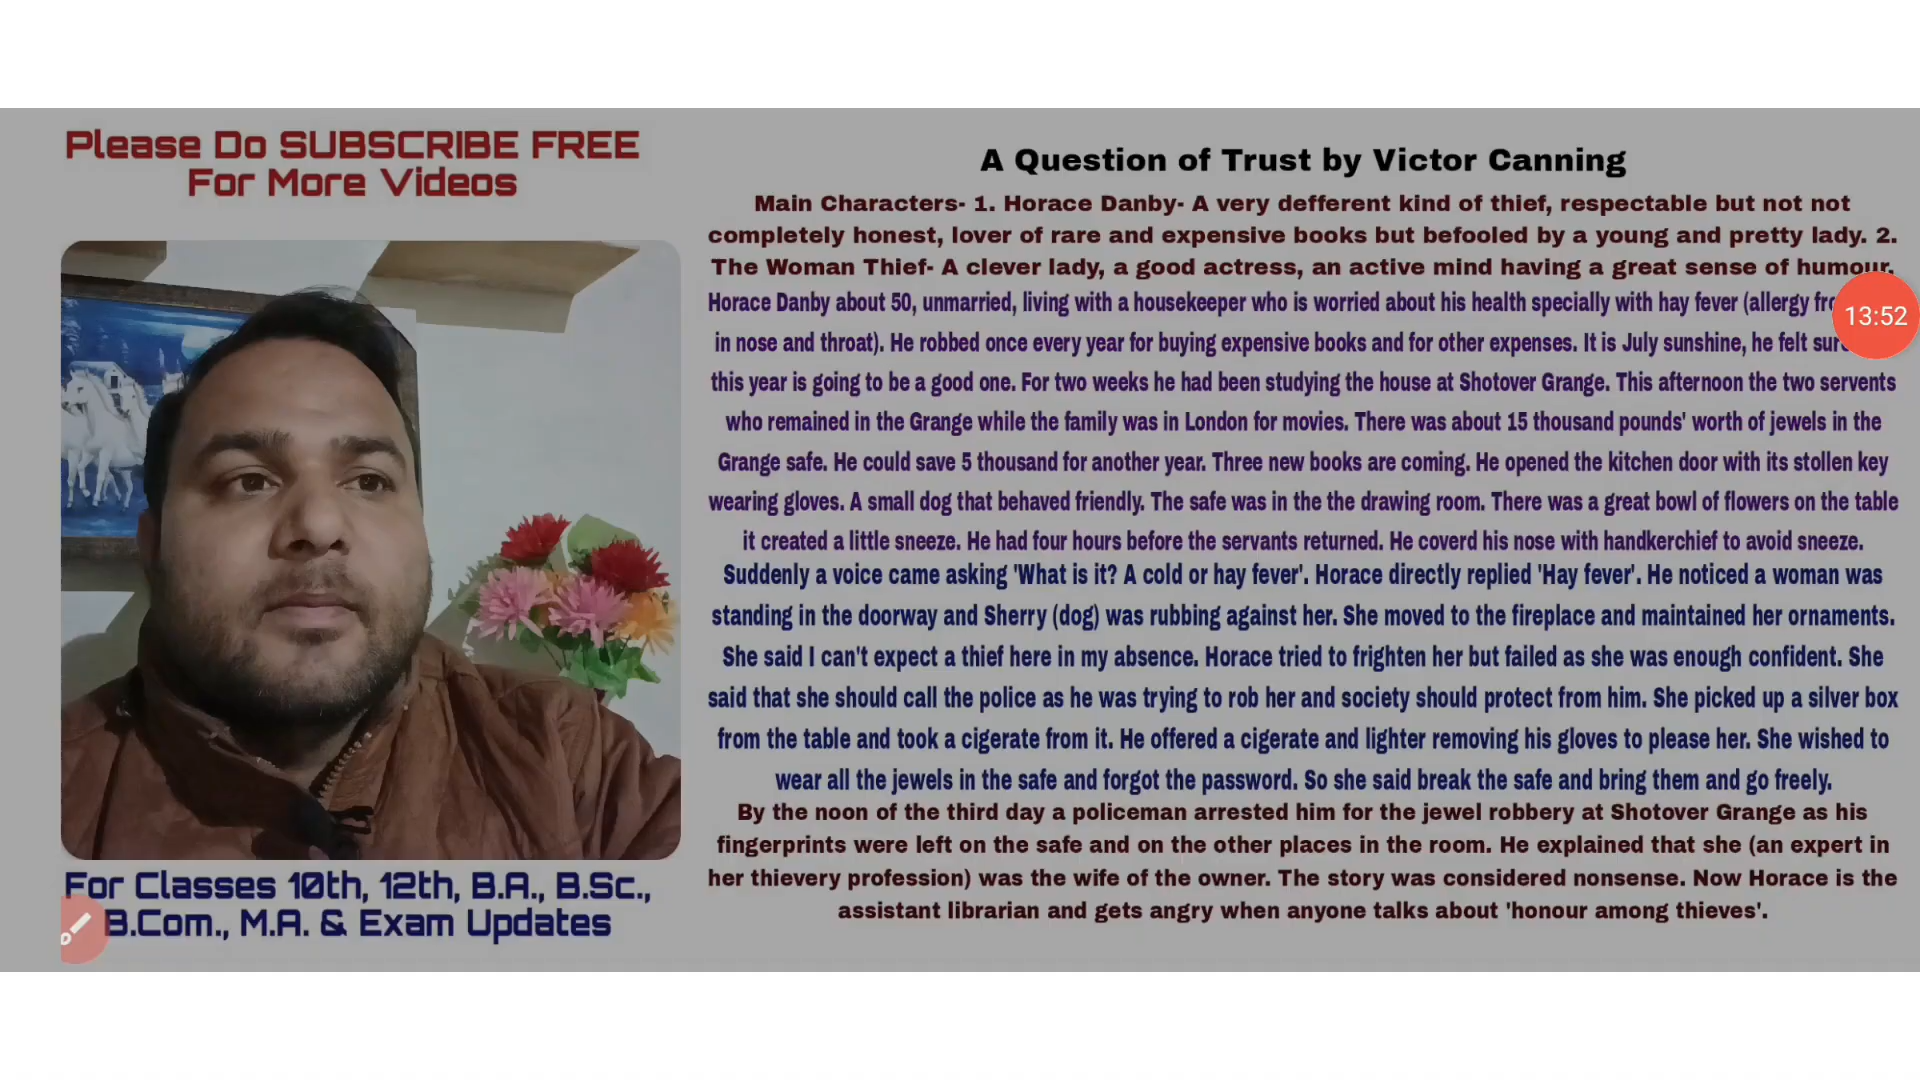 Please Do SUBSCRIBE FREE
For More Videos
A Question of Trust by Victor Canning
Main Characters- 1. Horace Danby- A very defferent kind of thief, respectable but not not
completely honest, lover of rare and expensive books but befooled by a young and pretty lady. 2.
The Woman Thief- A clever lady, a good actress, an active mind having a great sense of humour.
Horace Danby about 50, unmarried, living with a housekeeper who is worried about his health specially with hay fever (allergy
13:52
in nose and throat). He robbed once every year for buying expensive books and for other expenses. It is July sunshine, he felt
this year is going to be a good one. For two weeks he had been studying the house at Shotover Grange. This afternoon the two servents
who remained in the Grange while the family was in London for movies. There was about 15 thousand pounds' worth of jewels in the
Grange safe. He could save 5 thousand for another year. Three new books are coming. He opened the kitchen door with its stollen key
wearing gloves. A small dog that behaved friendly. The safe was in the the drawing room. There was a great bowl of flowers on the table
it created a little sneeze. He had four hours before the servants returned. He coverd his nose with handkerchief to avoid sneeze.
Suddenly a voice came asking 'What is it? A cold or hay fever'. Horace directly replied 'Hay fever'. He noticed a woman was
standing in the doorway and Sherry (dog) was rubbing against her. She moved to the fireplace and maintained her ornaments.
She said I can't expect a thief here in my absence. Horace tried to frighten her but failed as she was enough confident. She
said that she should call the police as he was trying to rob her and society should protect from him. She picked up a silver box
from the table and took a cigerate from it. He offered a cigerate and lighter removing his gloves to please her. She wished to
wear all the jewels in the safe and forgot the password. So she said break the safe and bring them and go freely.
By the noon of the third day a policeman arrested him for the jewel robbery at Shotover Grange as his
fingerprints were left on the safe and on the other places in the room. He explained that she (an expert in
her thievery profession) was the wife of the owner. The story was considered nonsense. Now Horace is the
assistant librarian and gets angry when anyone talks about 'honour among thieves'.
For Classes 10th, 12th, B.A., B.Sc.,
B.Com., M.A. & Exam Updates